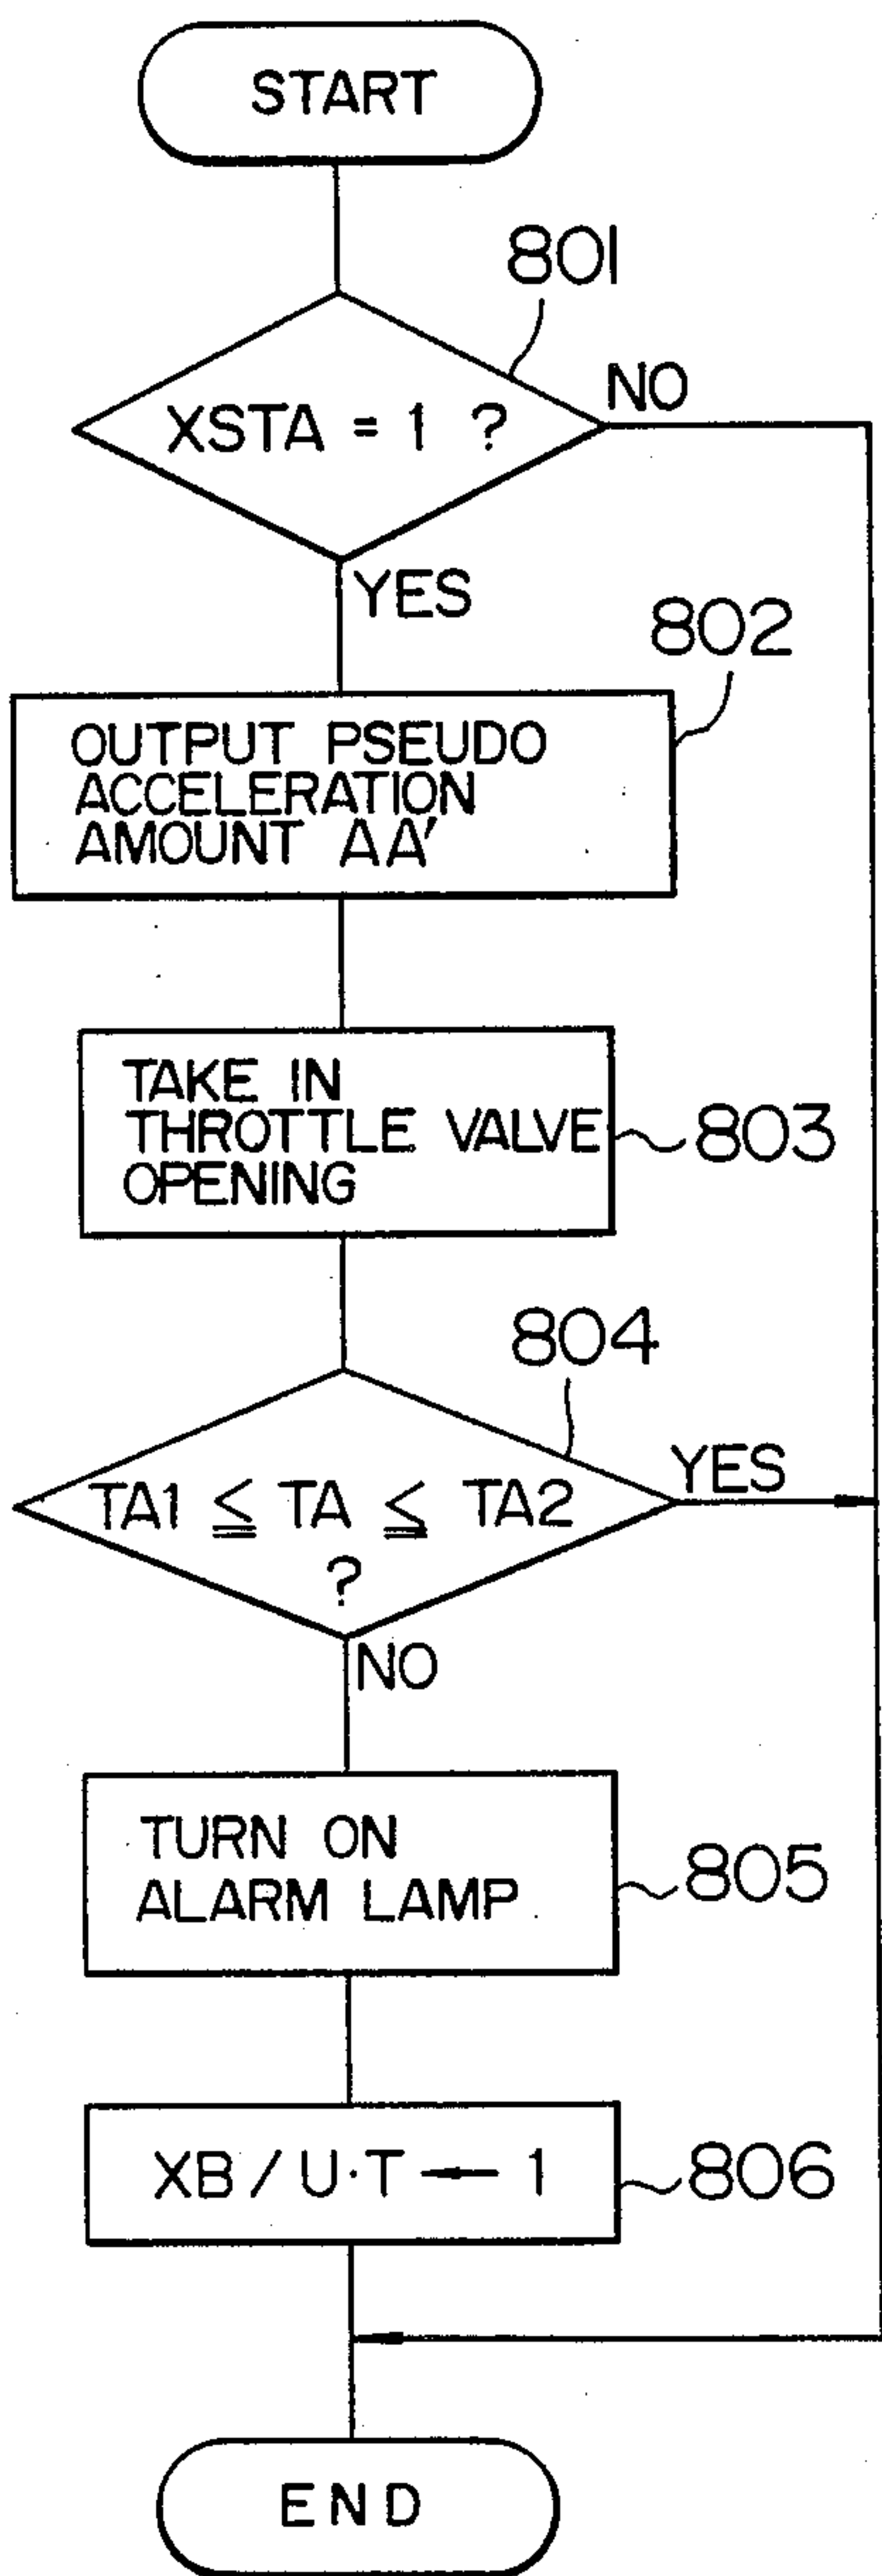 START
801
XSTA = 1 ?
NO
YES
802
OUTPUT PSEUDO
ACCELERATION
AMOUNT AA'
TAKE IN
THROTTLE VALVE
OPENING
803
804
TA1 ≦ TA ≦ TA2
?
YES
NO
TURN ON
ALARM LAMP
805
XB / U·T ← 1
806
END